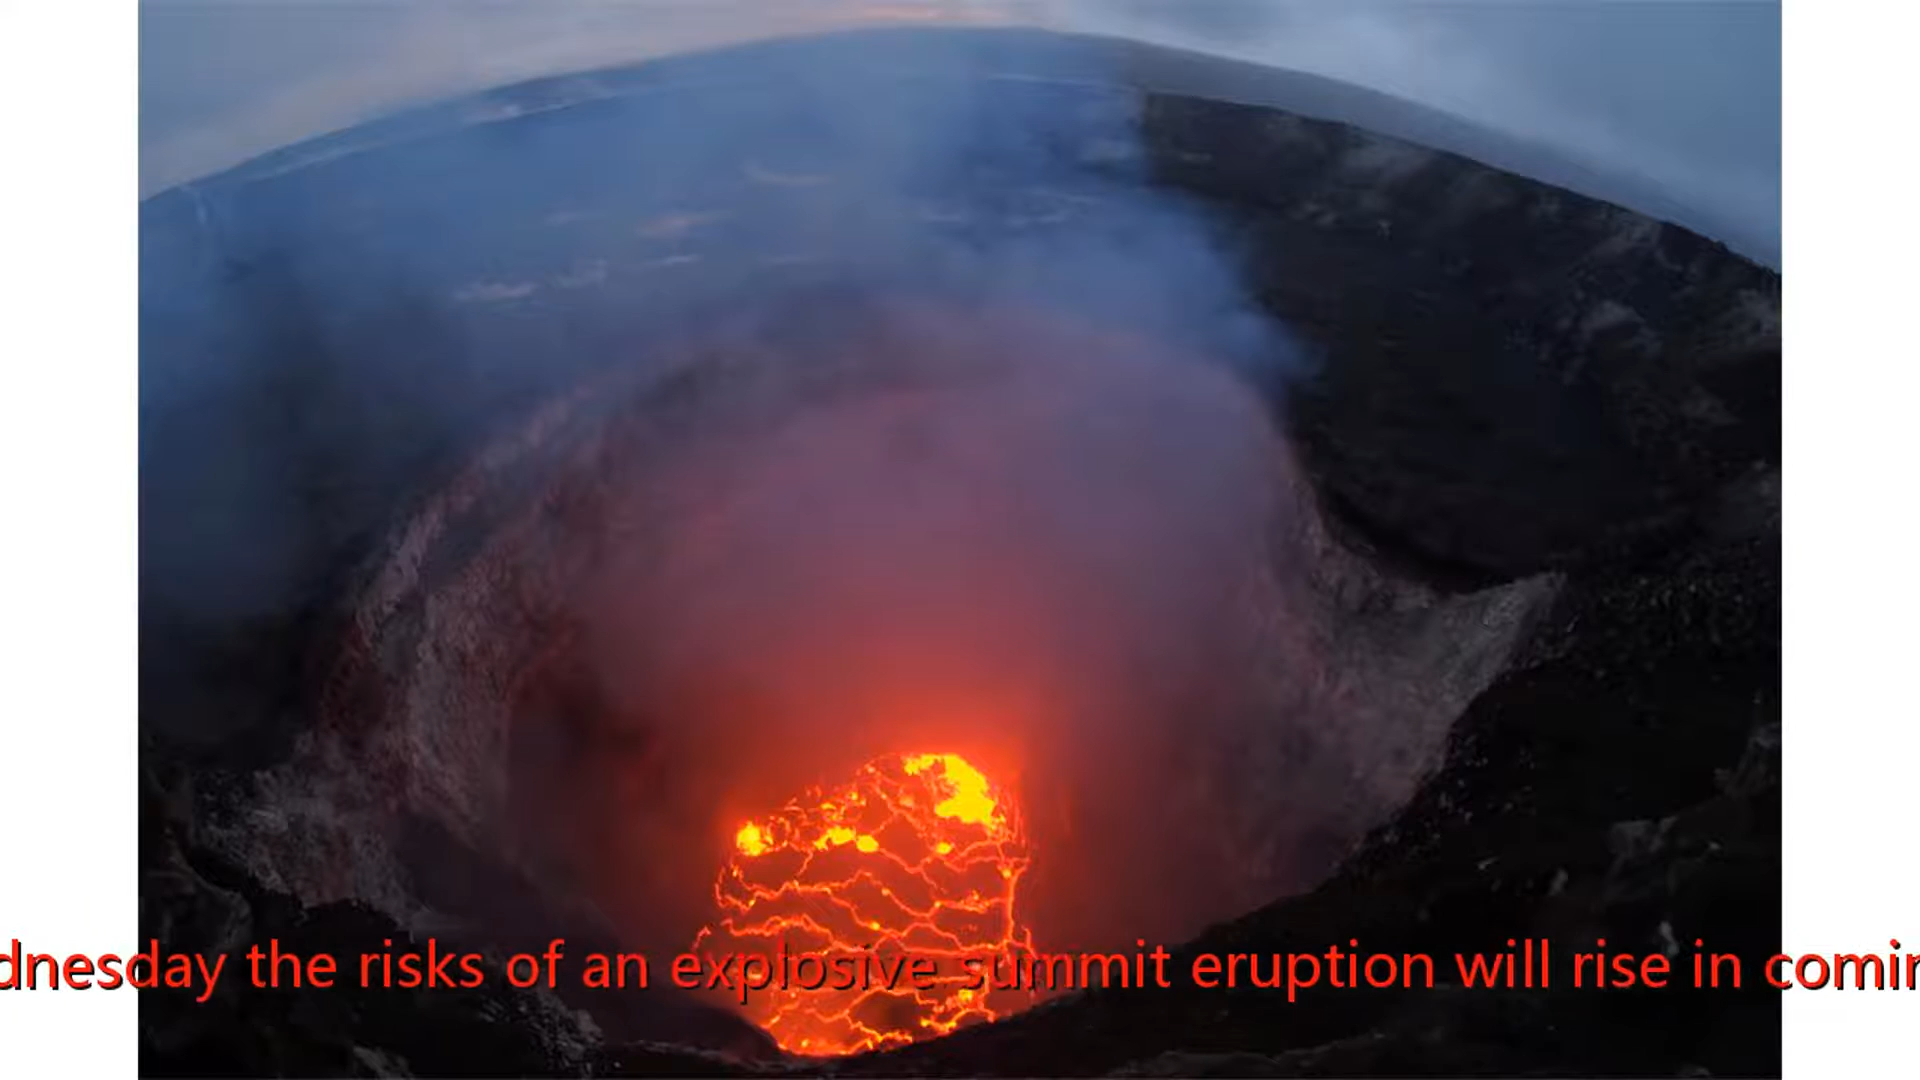 dnesday the risks of an explosive summit eruption will rise in comin